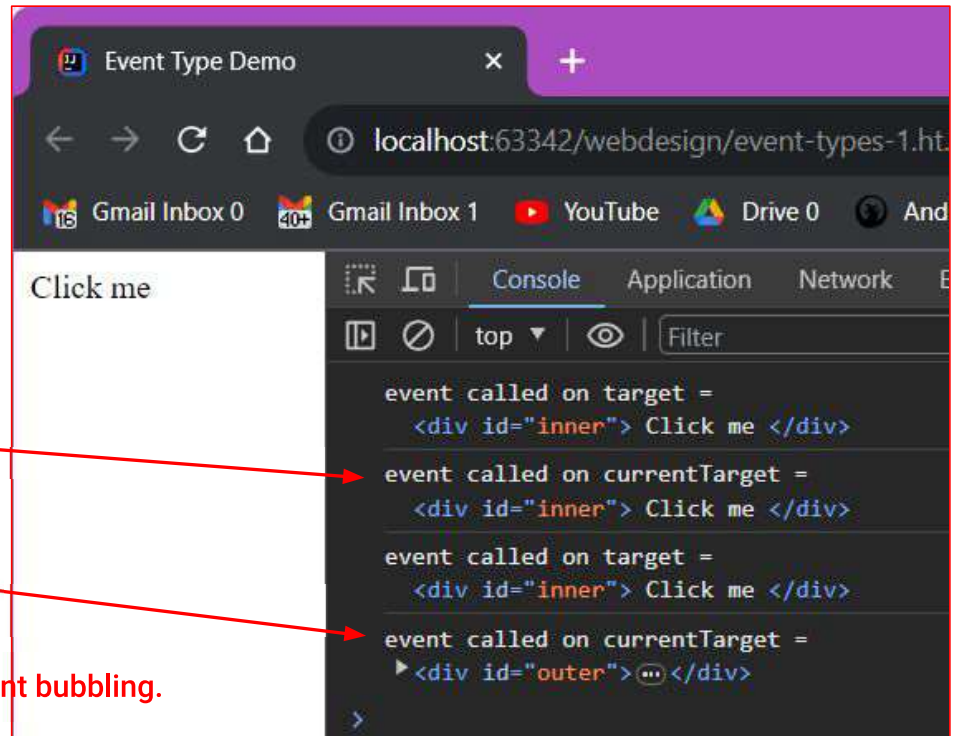 Event Type Demo
localhost:63342/webdesign/event-types-1.ht.
16 Gmail Inbox 0 40+ Gmail Inbox 1 YouTube Drive 0 And
Click me
Console Application Network E
top Filter
event called on target =
<div id="inner"> Click me </div>
event called on currentTarget =
<div id="inner"> Click me </div>
event called on target =
<div id="inner"> Click me </div>
event called on currentTarget =
<div id="outer">…</div>
nt bubbling.